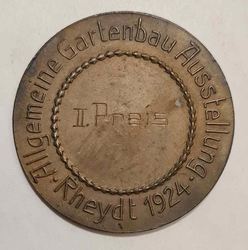 Allgemeine Gartenbau Ausstellung
· Rheydt 1924 ·
II. Preis